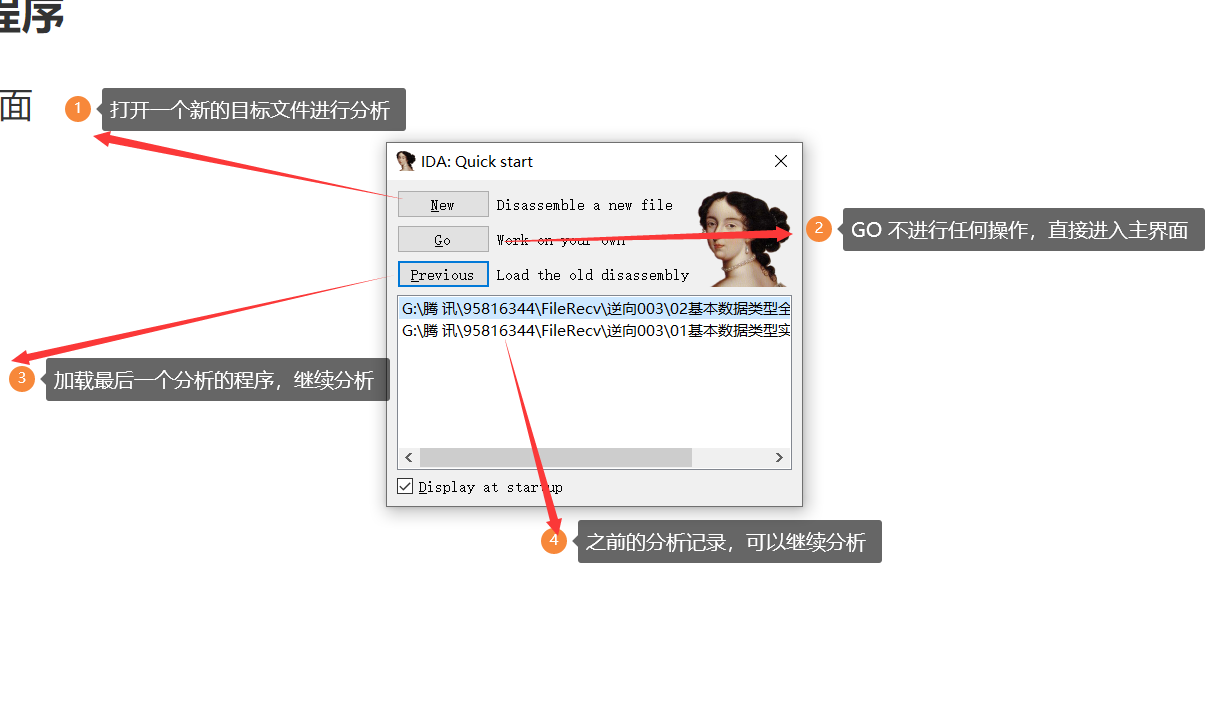 程序
面
1 打开一个新的目标文件进行分析
IDA: Quick start
New Disassemble a new file
2 GO 不进行任何操作，直接进入主界面
Go Work on your own
Previous Load the old disassembly
G:\腾 讯\95816344\FileRecv\逆向003\02基本数据类型全
G:\腾 讯\95816344\FileRecv\逆向003\01基本数据类型实
3 加载最后一个分析的程序，继续分析
Display at startup
4 之前的分析记录，可以继续分析